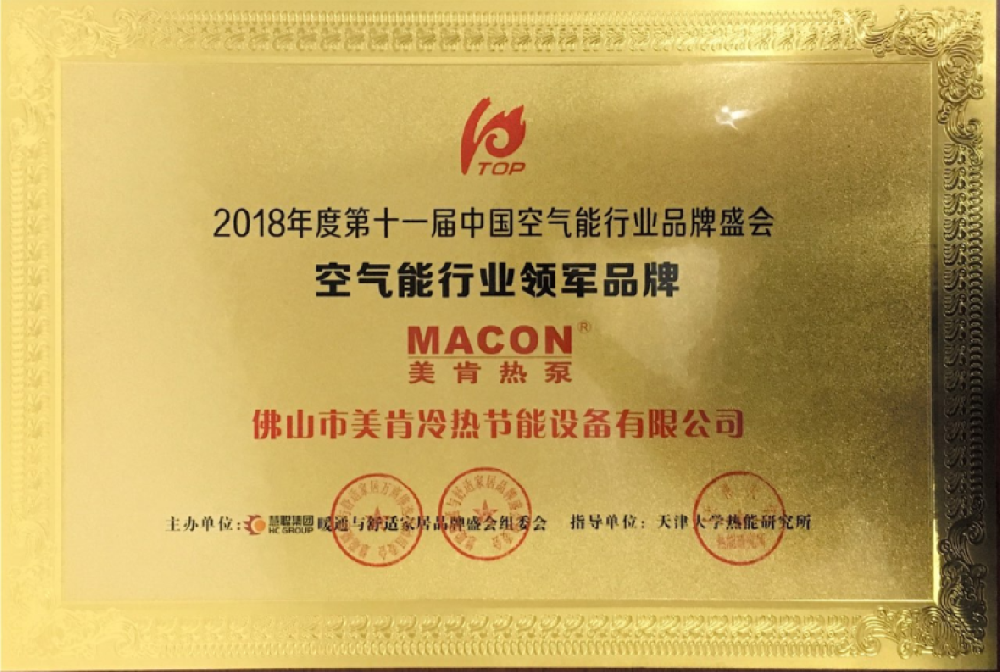 TOP
2018年度第十一届中国空气能行业品牌盛会
空气能行业领军品牌
MACON®
美肯热泵
佛山市美肯冷热节能设备有限公司
主办单位：慧聪集团 HC GROUP 暖通与舒适家居品牌盛会组委会 指导单位：天津大学热能研究所